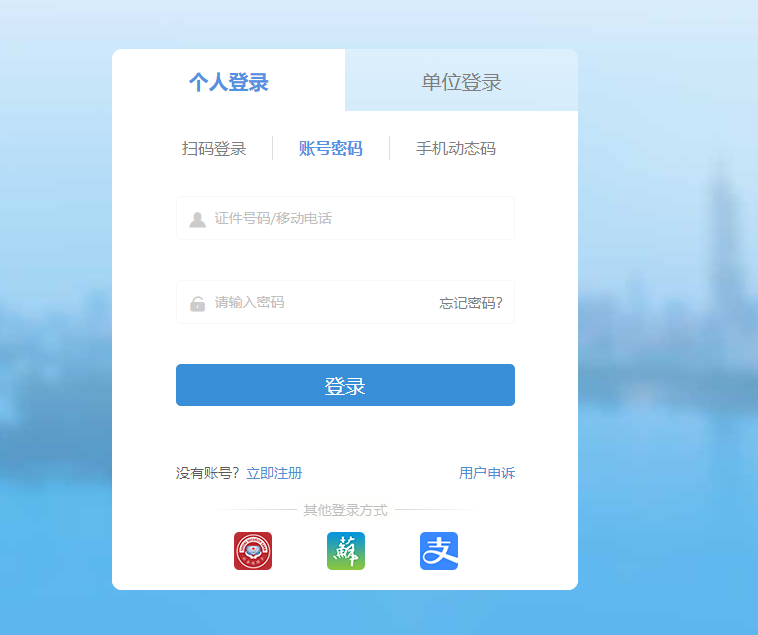 个人登录 单位登录
扫码登录 账号密码 手机动态码
证件号码/移动电话
请输入密码 忘记密码?
登录
没有账号? 立即注册 用户申诉
其他登录方式
蘇 支